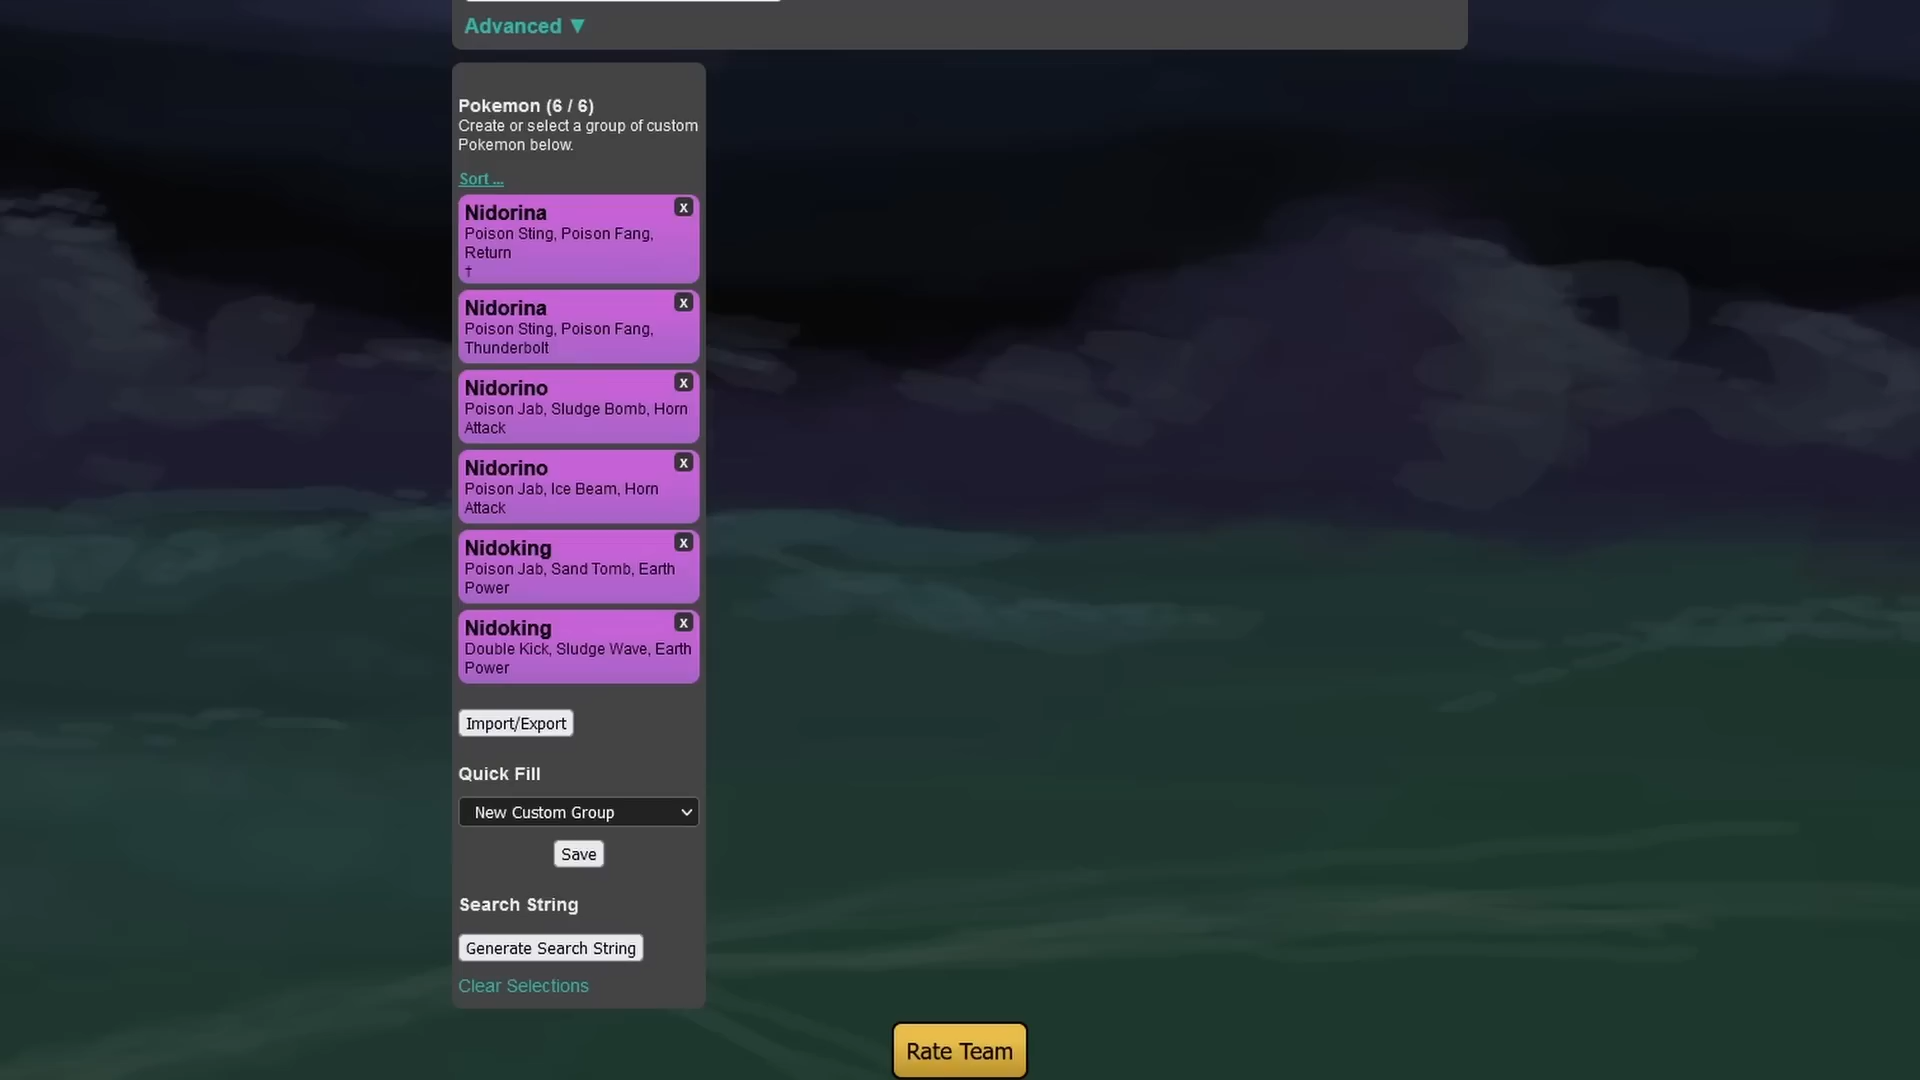 Advanced ▼
Pokemon (6 / 6)
Create or select a group of custom
Pokemon below.
Sort ...
Nidorina
x
Poison Sting, Poison Fang,
Return
†
Nidorina
x
Poison Sting, Poison Fang,
Thunderbolt
Nidorino
x
Poison Jab, Sludge Bomb, Horn
Attack
Nidorino
x
Poison Jab, Ice Beam, Horn
Attack
Nidoking
x
Poison Jab, Sand Tomb, Earth
Power
Nidoking
x
Double Kick, Sludge Wave, Earth
Power
Import/Export
Quick Fill
New Custom Group
Save
Search String
Generate Search String
Clear Selections
Rate Team